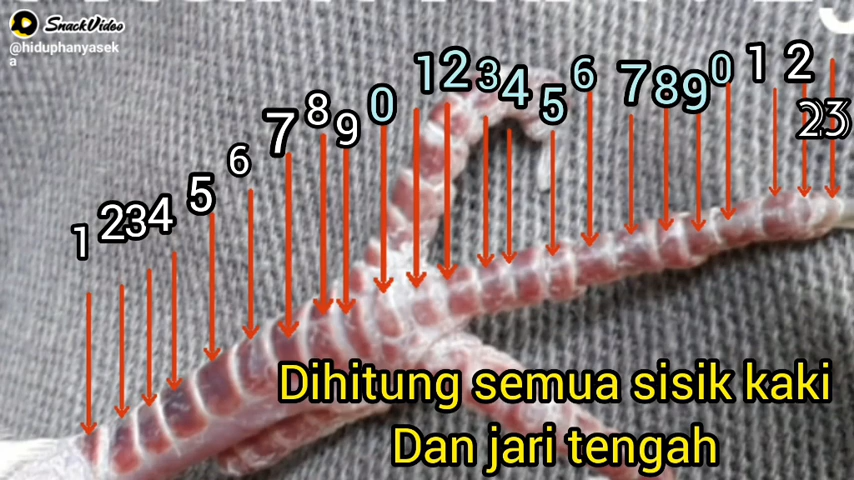 SnackVideo
@hiduphanyasek
a
1 2 3 4 5 6 7 8 9 0 1 2 3 4 5 6 7 8 9 0 1 2
23
Dihitung semua sisik kaki
Dan jari tengah